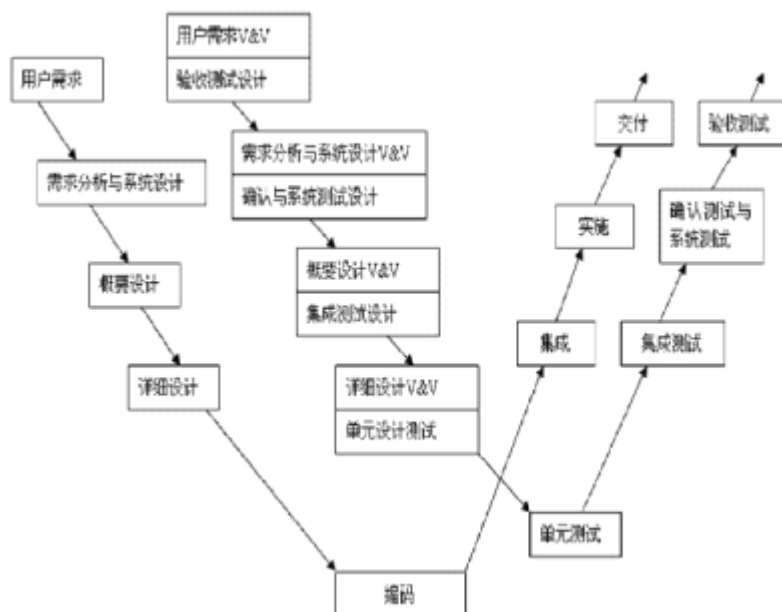 用户需求V&V
用户需求
验收测试设计
交付
验收测试
需求分析与系统设计V&V
需求分析与系统设计
确认与系统测试设计
实施
确认测试与
系统测试
概要设计V&V
概要设计
集成测试设计
集成
集成测试
详细设计V&V
详细设计
单元设计测试
单元测试
编码